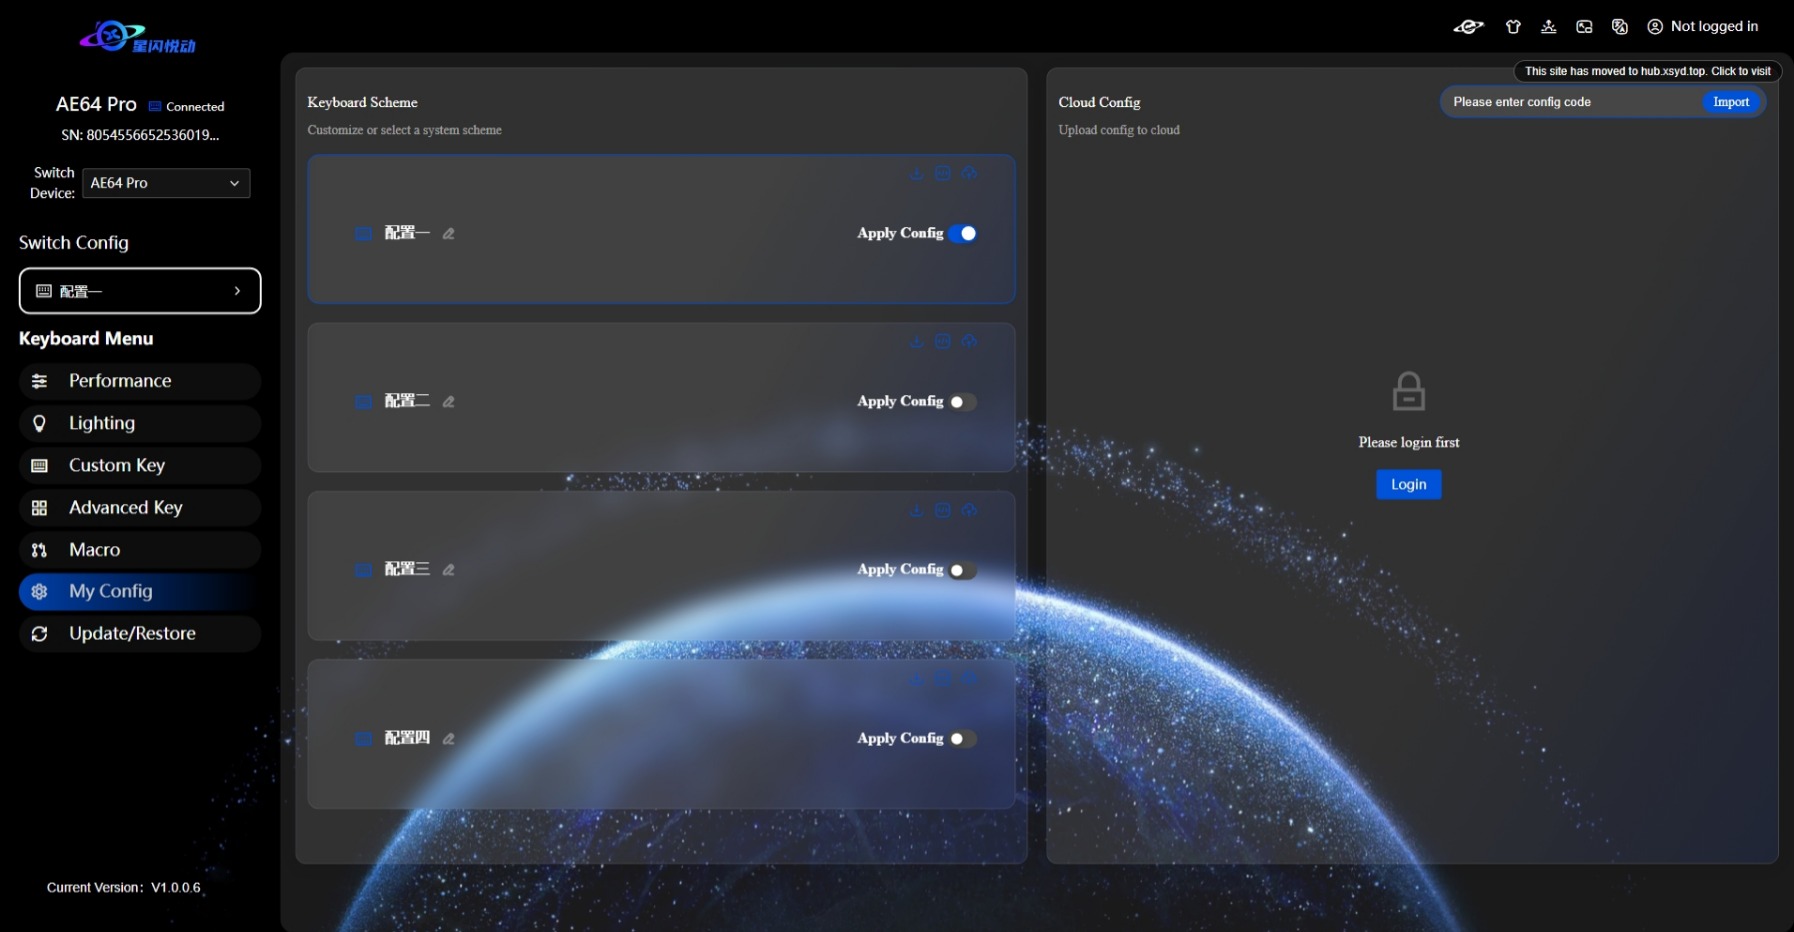 星闪悦动
Not logged in
This site has moved to hub.xsyd.top. Click to visit
AE64 Pro
Connected
SN: 8054556652536019...
Switch Device:
AE64 Pro
Switch Config
配置一
Keyboard Menu
Performance
Lighting
Custom Key
Advanced Key
Macro
My Config
Update/Restore
Current Version: V1.0.0.6
Keyboard Scheme
Customize or select a system scheme
配置一
Apply Config
配置二
Apply Config
配置三
Apply Config
配置四
Apply Config
Cloud Config
Upload config to cloud
Please enter config code
Import
Please login first
Login